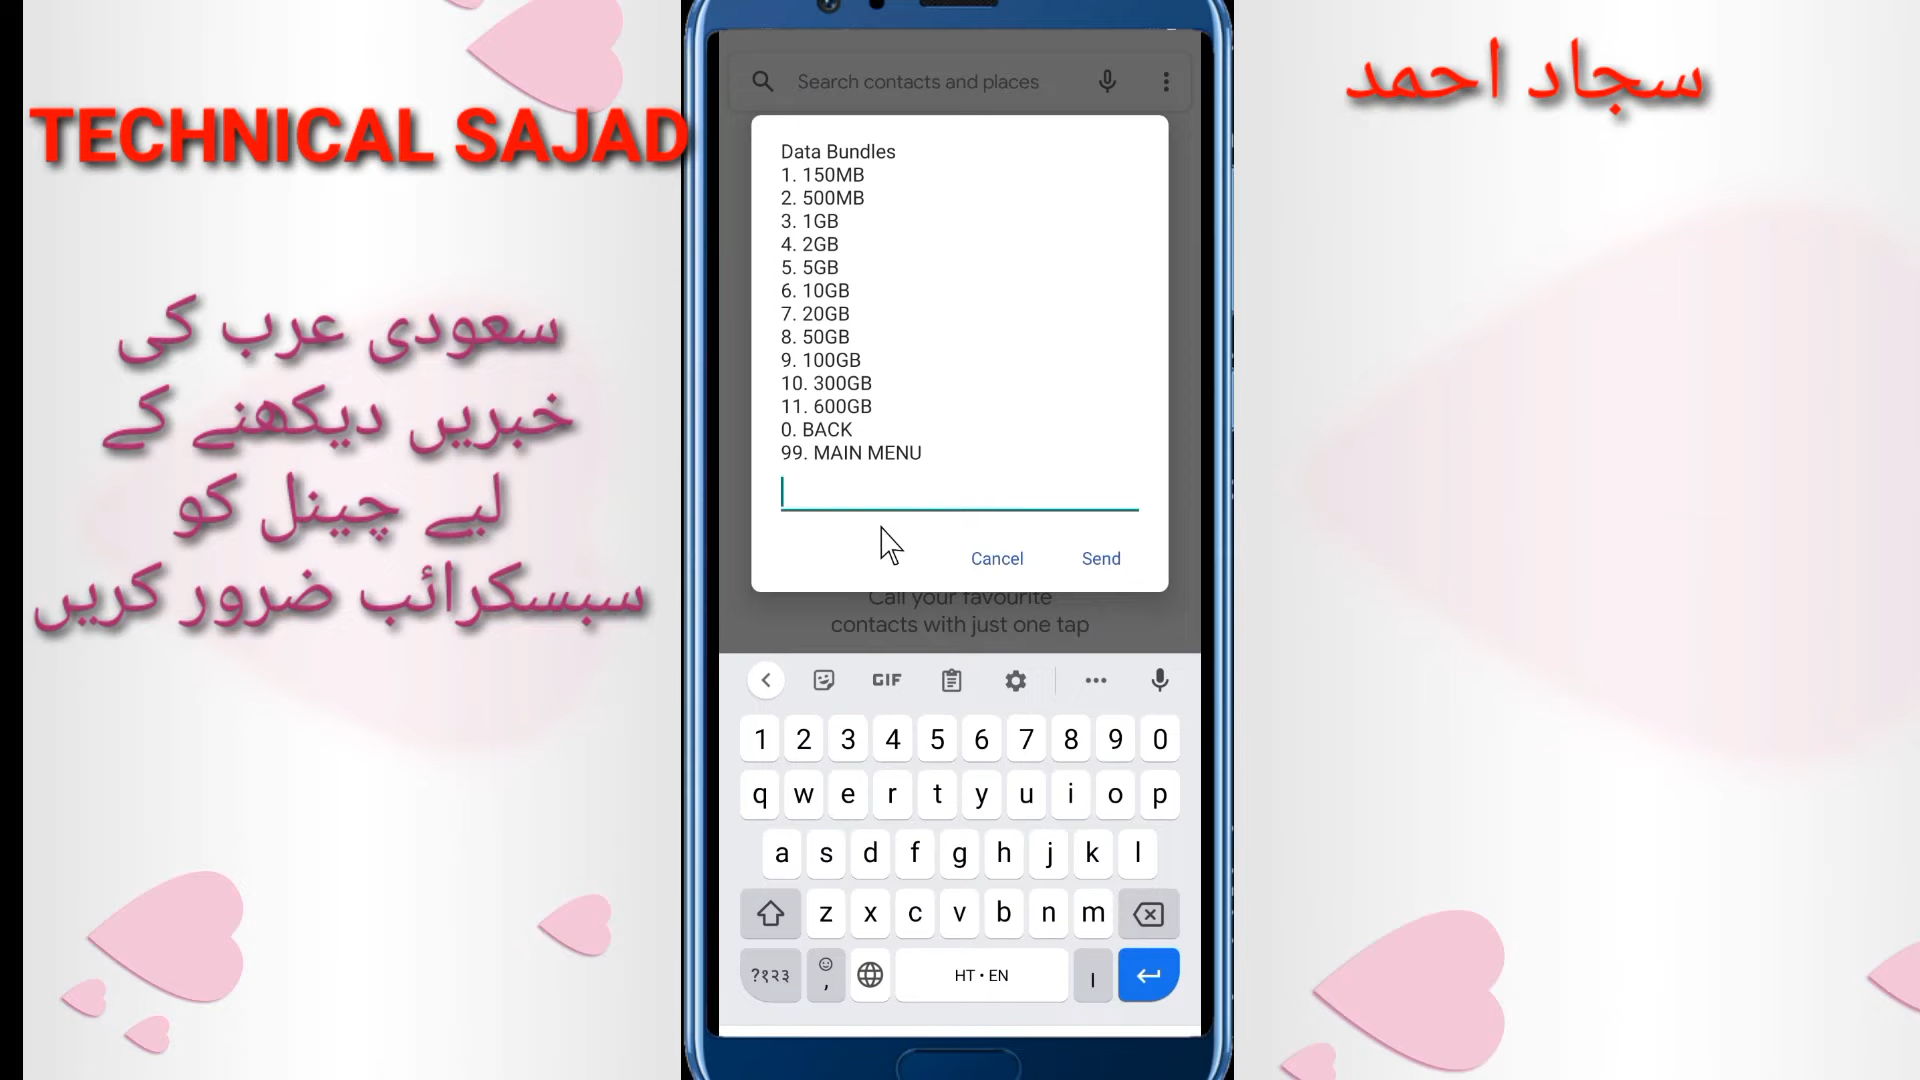 TECHNICAL SAJAD
سعودی عرب کی
خبریں دیکھنے کے
لیے چینل کو
سبسکرائب ضرور کریں
Search contacts and places
Data Bundles
1. 150MB
2. 500MB
3. 1GB
4. 2GB
5. 5GB
6. 10GB
7. 20GB
8. 50GB
9. 100GB
10. 300GB
11. 600GB
0. BACK
99. MAIN MENU
Cancel Send
Call your favourite
contacts with just one tap
GIF
1 2 3 4 5 6 7 8 9 0
q w e r t y u i o p
a s d f g h j k l
z x c v b n m
?१२३ , HT • EN ।
سجاد احمد